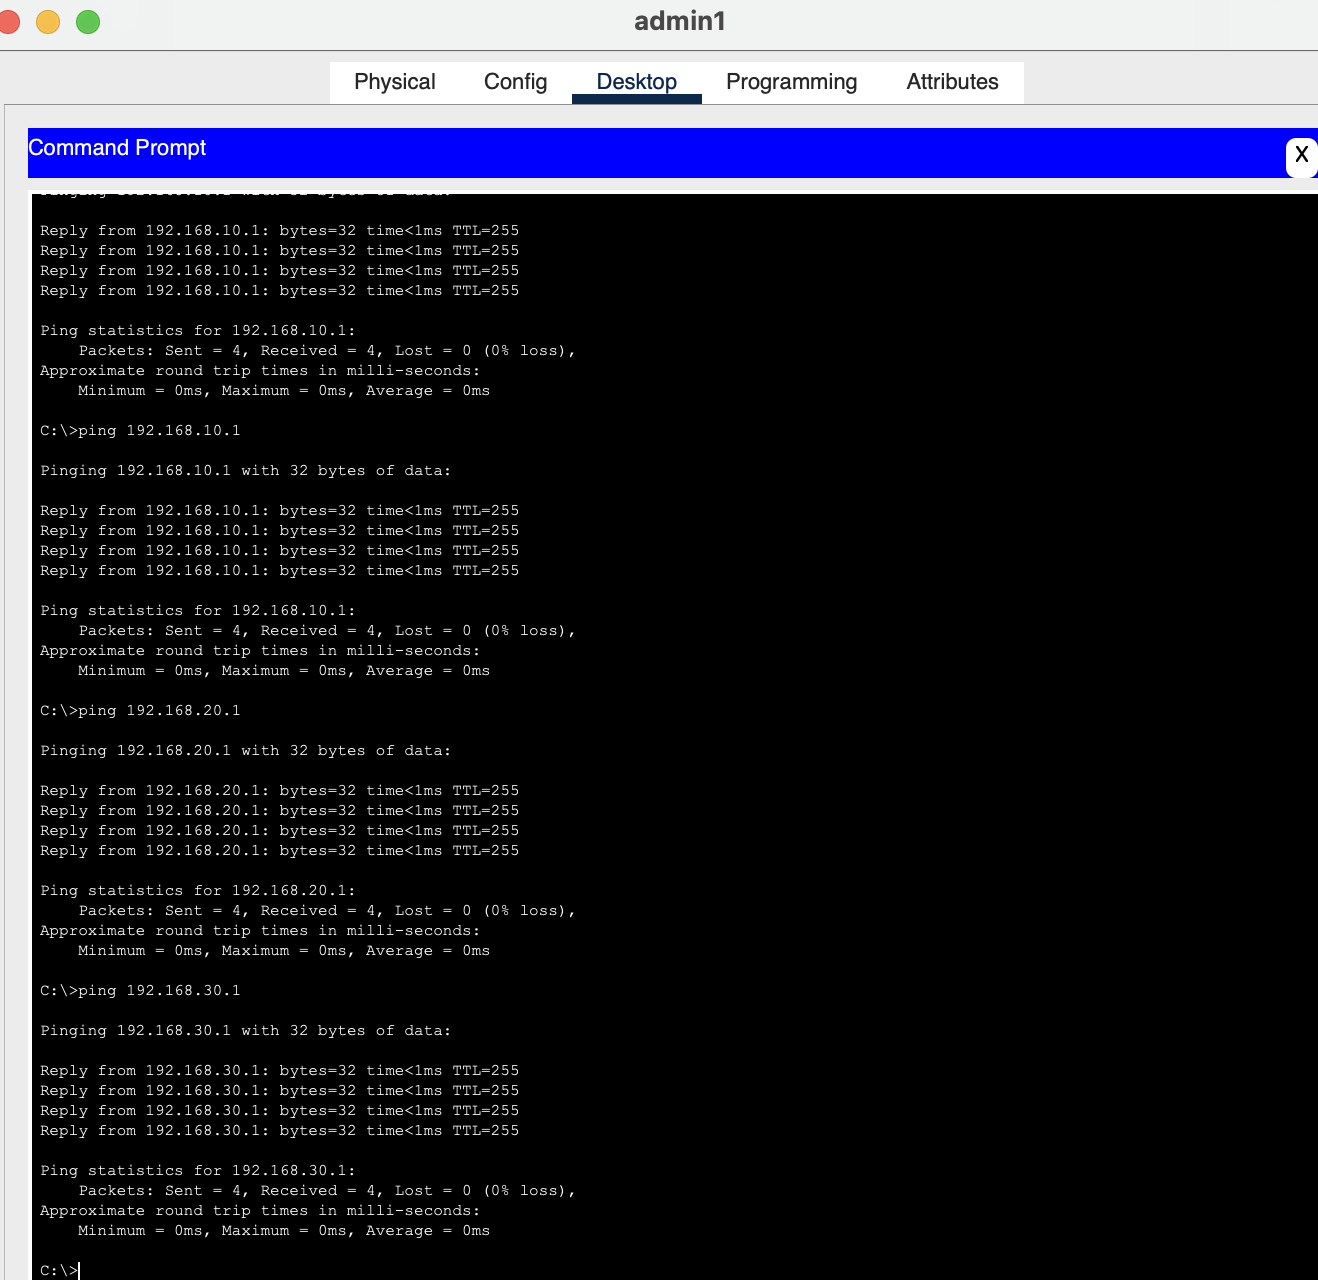 admin1
Physical Config Desktop Programming Attributes
Command Prompt
X
Reply from 192.168.10.1: bytes=32 time<1ms TTL=255
Reply from 192.168.10.1: bytes=32 time<1ms TTL=255
Reply from 192.168.10.1: bytes=32 time<1ms TTL=255
Reply from 192.168.10.1: bytes=32 time<1ms TTL=255
Ping statistics for 192.168.10.1:
Packets: Sent = 4, Received = 4, Lost = 0 (0% loss),
Approximate round trip times in milli-seconds:
Minimum = 0ms, Maximum = 0ms, Average = 0ms
C:\>ping 192.168.10.1
Pinging 192.168.10.1 with 32 bytes of data:
Reply from 192.168.10.1: bytes=32 time<1ms TTL=255
Reply from 192.168.10.1: bytes=32 time<1ms TTL=255
Reply from 192.168.10.1: bytes=32 time<1ms TTL=255
Reply from 192.168.10.1: bytes=32 time<1ms TTL=255
Ping statistics for 192.168.10.1:
Packets: Sent = 4, Received = 4, Lost = 0 (0% loss),
Approximate round trip times in milli-seconds:
Minimum = 0ms, Maximum = 0ms, Average = 0ms
C:\>ping 192.168.20.1
Pinging 192.168.20.1 with 32 bytes of data:
Reply from 192.168.20.1: bytes=32 time<1ms TTL=255
Reply from 192.168.20.1: bytes=32 time<1ms TTL=255
Reply from 192.168.20.1: bytes=32 time<1ms TTL=255
Reply from 192.168.20.1: bytes=32 time<1ms TTL=255
Ping statistics for 192.168.20.1:
Packets: Sent = 4, Received = 4, Lost = 0 (0% loss),
Approximate round trip times in milli-seconds:
Minimum = 0ms, Maximum = 0ms, Average = 0ms
C:\>ping 192.168.30.1
Pinging 192.168.30.1 with 32 bytes of data:
Reply from 192.168.30.1: bytes=32 time<1ms TTL=255
Reply from 192.168.30.1: bytes=32 time<1ms TTL=255
Reply from 192.168.30.1: bytes=32 time<1ms TTL=255
Reply from 192.168.30.1: bytes=32 time<1ms TTL=255
Ping statistics for 192.168.30.1:
Packets: Sent = 4, Received = 4, Lost = 0 (0% loss),
Approximate round trip times in milli-seconds:
Minimum = 0ms, Maximum = 0ms, Average = 0ms
C:\>